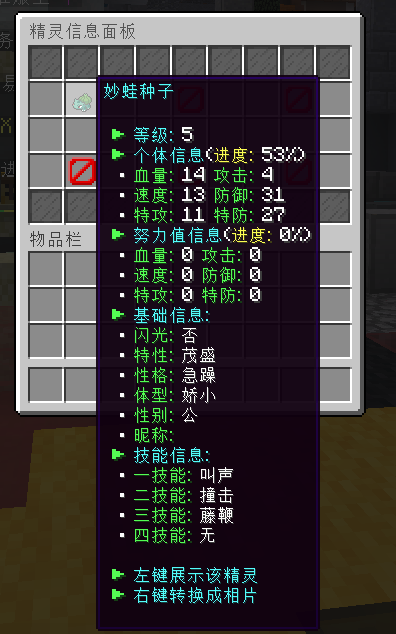 精灵信息面板
妙蛙种子
等级: 5
个体信息(进度: 53%)
血量: 14 攻击: 4
速度: 13 防御: 31
特攻: 11 特防: 27
努力值信息(进度: 0%)
血量: 0 攻击: 0
速度: 0 防御: 0
特攻: 0 特防: 0
物品栏
基础信息:
闪光: 否
特性: 茂盛
性格: 急躁
体型: 娇小
性别: 公
昵称:
技能信息:
一技能: 叫声
二技能: 撞击
三技能: 藤鞭
四技能: 无
左键展示该精灵
右键转换成相片